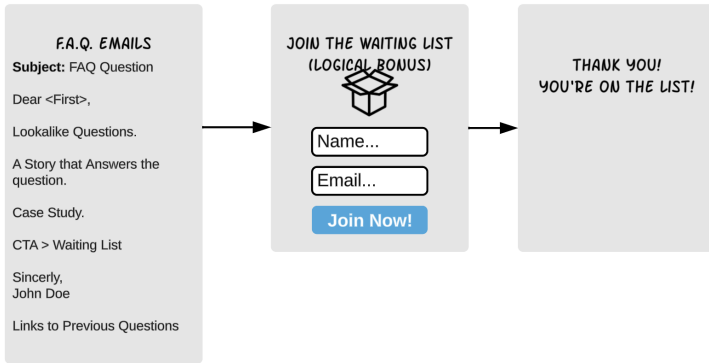 F.A.Q. EMAILS
Subject: FAQ Question
Dear <First>,
Lookalike Questions.
A Story that Answers the
question.
Case Study.
CTA > Waiting List
Sincerly,
John Doe
Links to Previous Questions
JOIN THE WAITING LIST
(LOGICAL BONUS)
Name...
Email...
Join Now!
THANK YOU!
YOU'RE ON THE LIST!